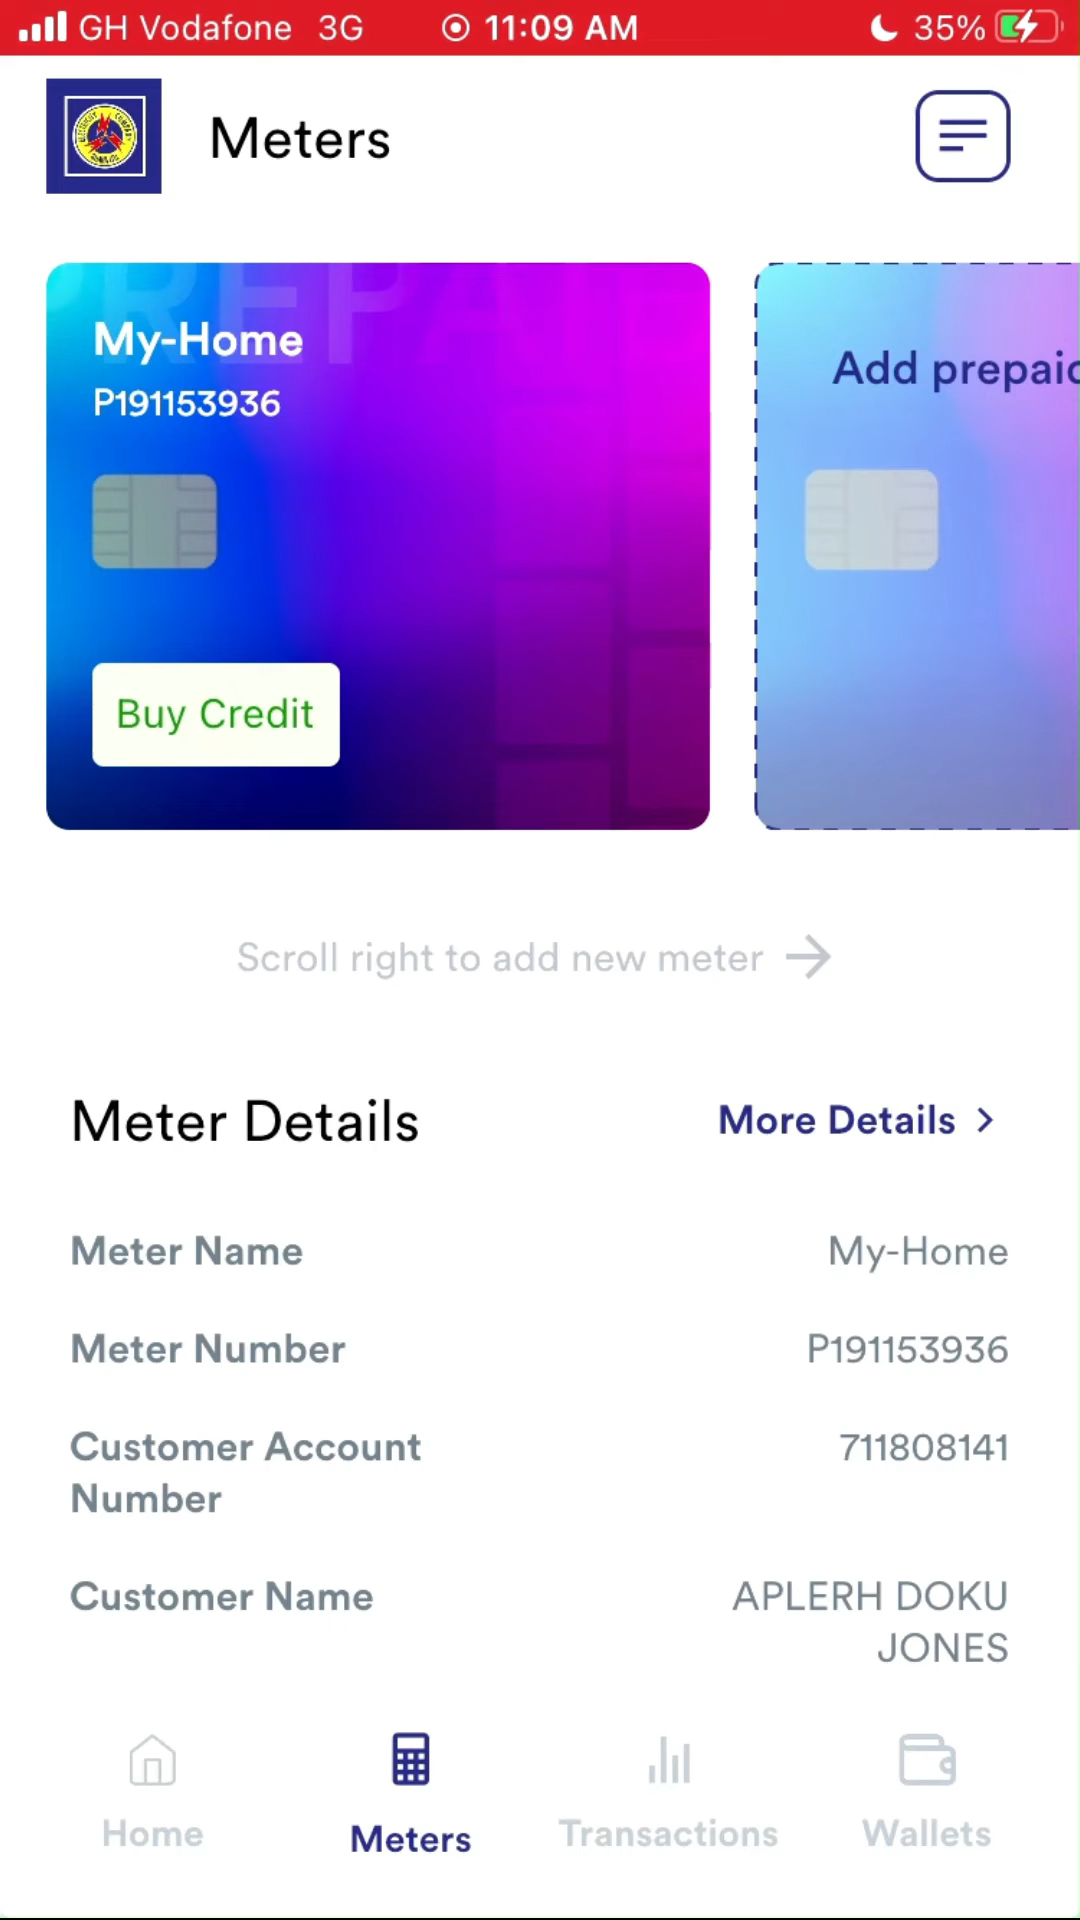 GH Vodafone 3G 11:09 AM 35%
Meters
PREPAID
My-Home
P191153936
Add prepaid
Buy Credit
Scroll right to add new meter
Meter Details
More Details
Meter Name
My-Home
Meter Number
P191153936
Customer Account
Number
711808141
Customer Name
APLERH DOKU
JONES
Home
Meters
Transactions
Wallets